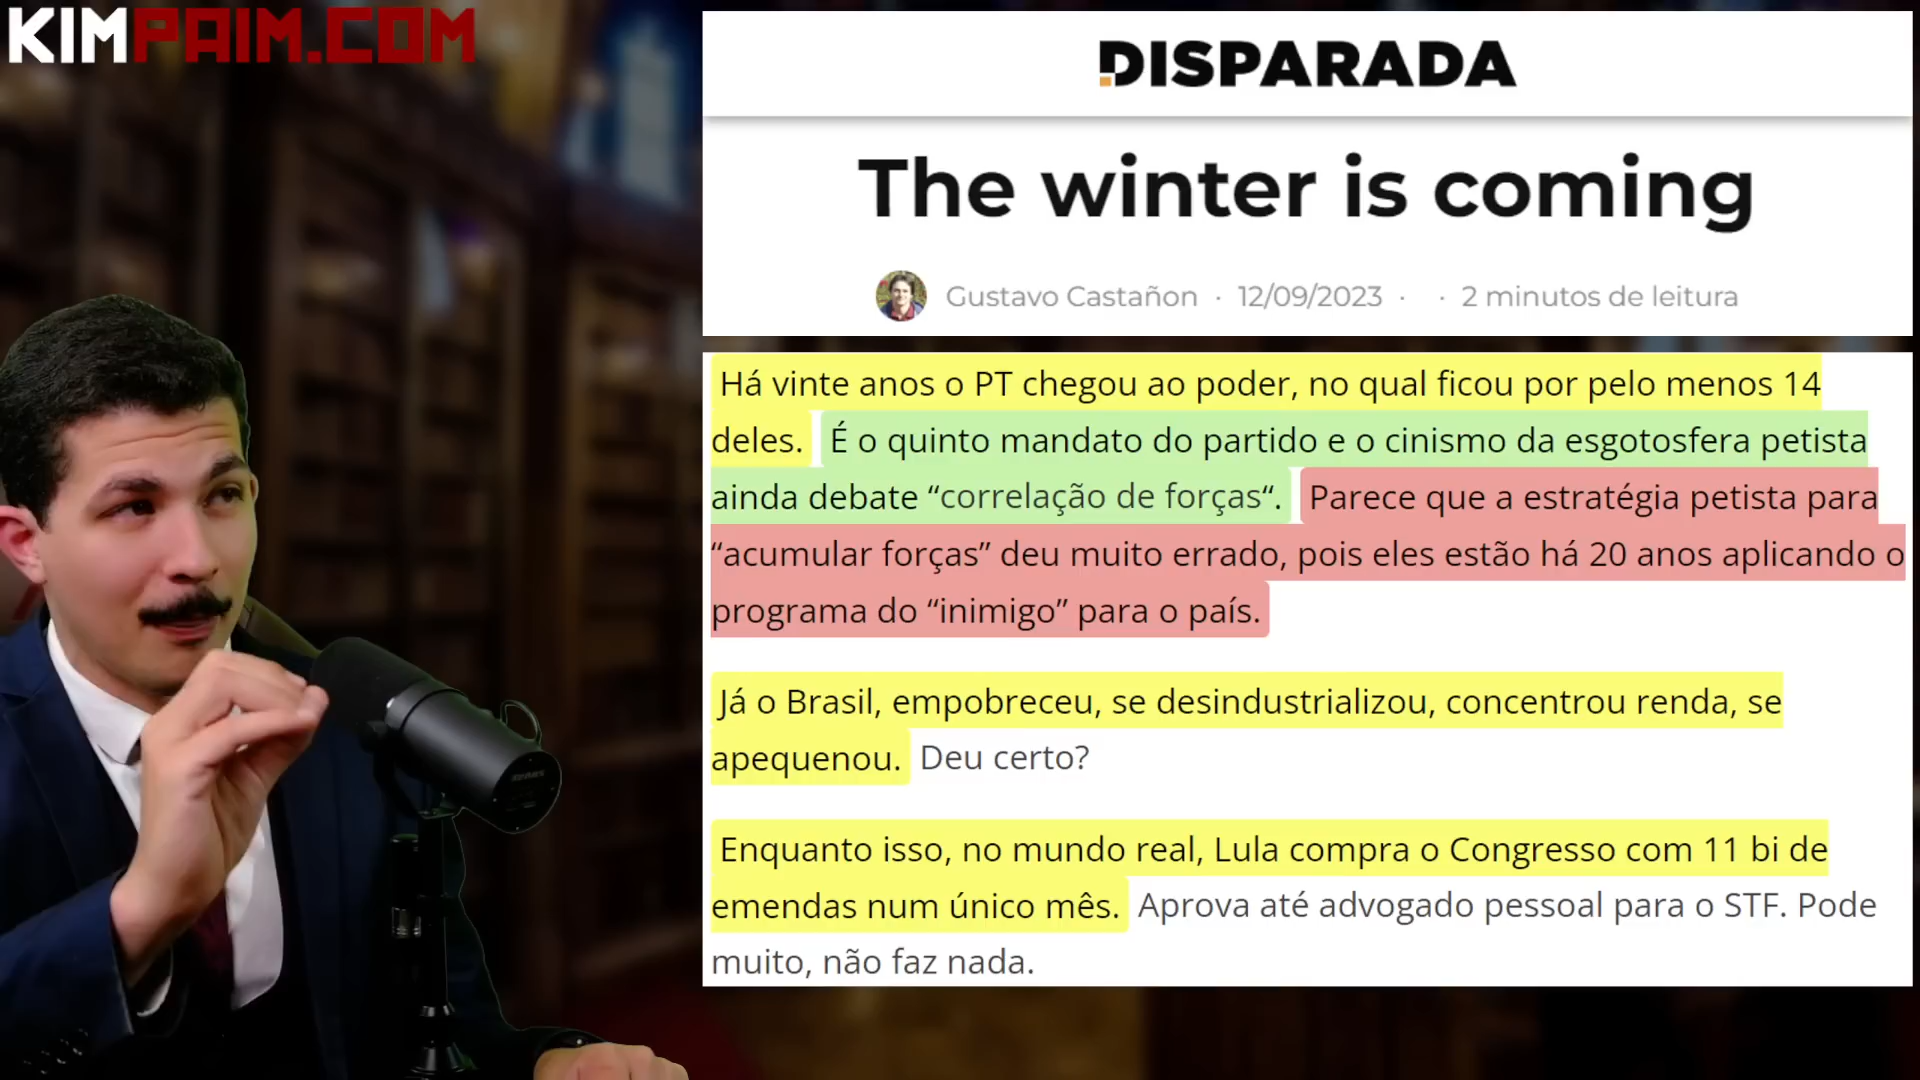 KIMPAIM.COM
DISPARADA
The winter is coming
Gustavo Castañon · 12/09/2023 · · 2 minutos de leitura
Há vinte anos o PT chegou ao poder, no qual ficou por pelo menos 14
deles. É o quinto mandato do partido e o cinismo da esgotosfera petista
ainda debate “correlação de forças“. Parece que a estratégia petista para
“acumular forças” deu muito errado, pois eles estão há 20 anos aplicando o
programa do “inimigo” para o país.
Já o Brasil, empobreceu, se desindustrializou, concentrou renda, se
apequenou. Deu certo?
Enquanto isso, no mundo real, Lula compra o Congresso com 11 bi de
emendas num único mês. Aprova até advogado pessoal para o STF. Pode
muito, não faz nada.